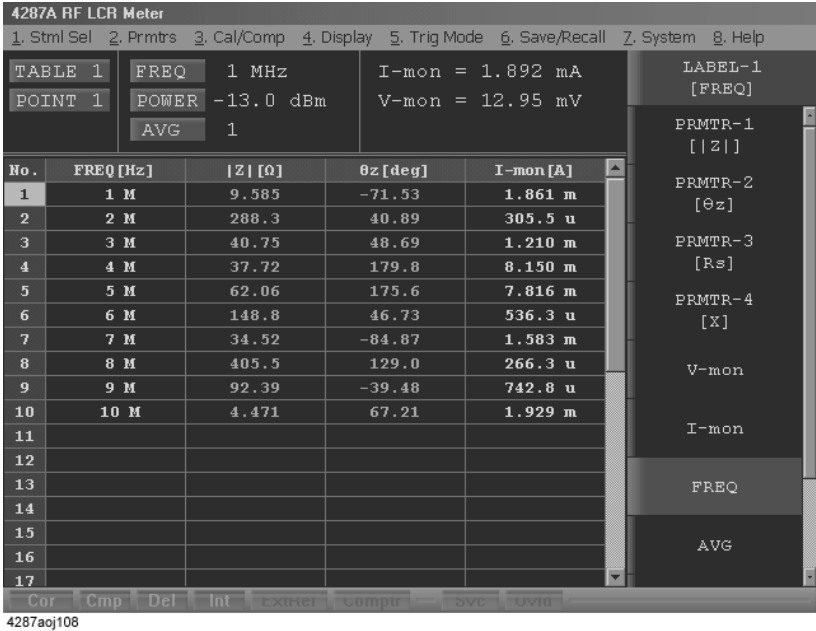 4287A RF LCR Meter
1. Stml Sel 2. Prmtrs 3. Cal/Comp 4. Display 5. Trig Mode 6. Save/Recall 7. System 8. Help
TABLE 1 FREQ 1 MHz I-mon = 1.892 mA
POINT 1 POWER -13.0 dBm V-mon = 12.95 mV
AVG 1
No. FREQ[Hz] |Z|[Ω] θz[deg] I-mon[A]
1 1 M 9.585 -71.53 1.861 m
2 2 M 288.3 40.89 305.5 u
3 3 M 40.75 48.69 1.210 m
4 4 M 37.72 179.8 8.150 m
5 5 M 62.06 175.6 7.816 m
6 6 M 148.8 46.73 536.3 u
7 7 M 34.52 -84.87 1.583 m
8 8 M 405.5 129.0 266.3 u
9 9 M 92.39 -39.48 742.8 u
10 10 M 4.471 67.21 1.929 m
11
12
13
14
15
16
17
LABEL-1
[FREQ]
PRMTR-1
[|Z|]
PRMTR-2
[θz]
PRMTR-3
[Rs]
PRMTR-4
[X]
V-mon
I-mon
FREQ
AVG
Cor Cmp Del Int ExtRef Comptr --- Svc Ovld
4287aoj108